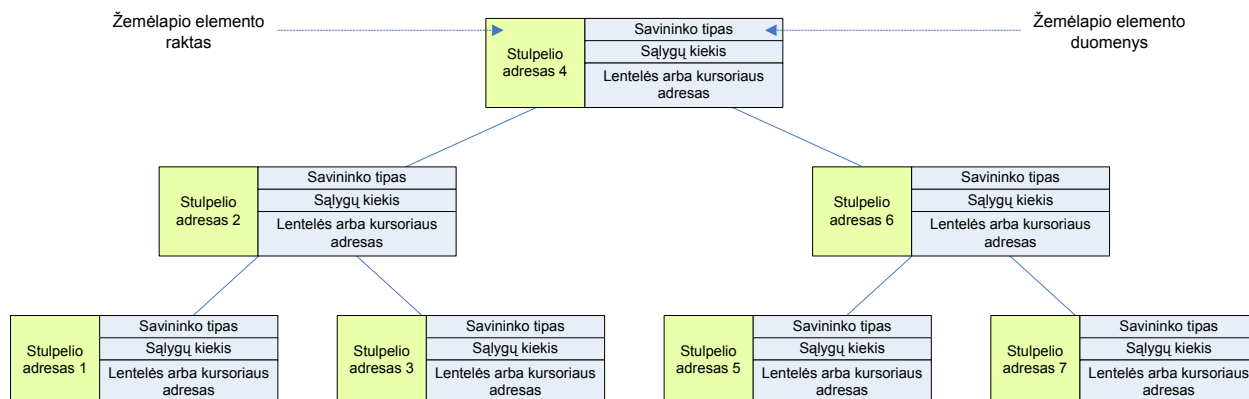 Žemėlapio elemento
raktas
Žemėlapio elemento
duomenys
Stulpelio
adresas 4
Savininko tipas
Sąlygų kiekis
Lentelės arba kursoriaus
adresas
Stulpelio
adresas 2
Savininko tipas
Sąlygų kiekis
Lentelės arba kursoriaus
adresas
Stulpelio
adresas 6
Savininko tipas
Sąlygų kiekis
Lentelės arba kursoriaus
adresas
Stulpelio
adresas 1
Savininko tipas
Sąlygų kiekis
Lentelės arba kursoriaus
adresas
Stulpelio
adresas 3
Savininko tipas
Sąlygų kiekis
Lentelės arba kursoriaus
adresas
Stulpelio
adresas 5
Savininko tipas
Sąlygų kiekis
Lentelės arba kursoriaus
adresas
Stulpelio
adresas 7
Savininko tipas
Sąlygų kiekis
Lentelės arba kursoriaus
adresas